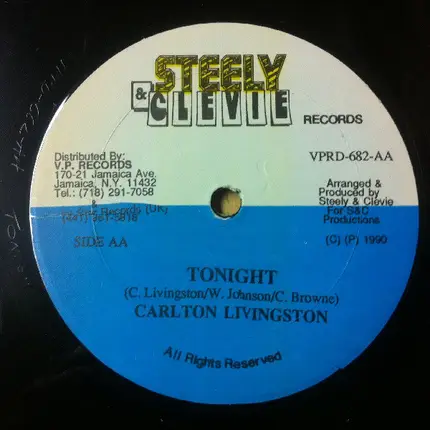 STEELY
& CLEVIE
RECORDS
Distributed By:
V.P. RECORDS
170-21 Jamaica Ave.
Jamaica, N.Y. 11432
Tel.: (718) 291-7058
Records (UK)
SIDE AA
VPRD-682-AA
Arranged &
Produced by
Steely & Clevie
For S&C
Productions
(C) (P) 1990
TONIGHT
(C. Livingston/W. Johnson/C. Browne)
CARLTON LIVINGSTON
All Rights Reserved